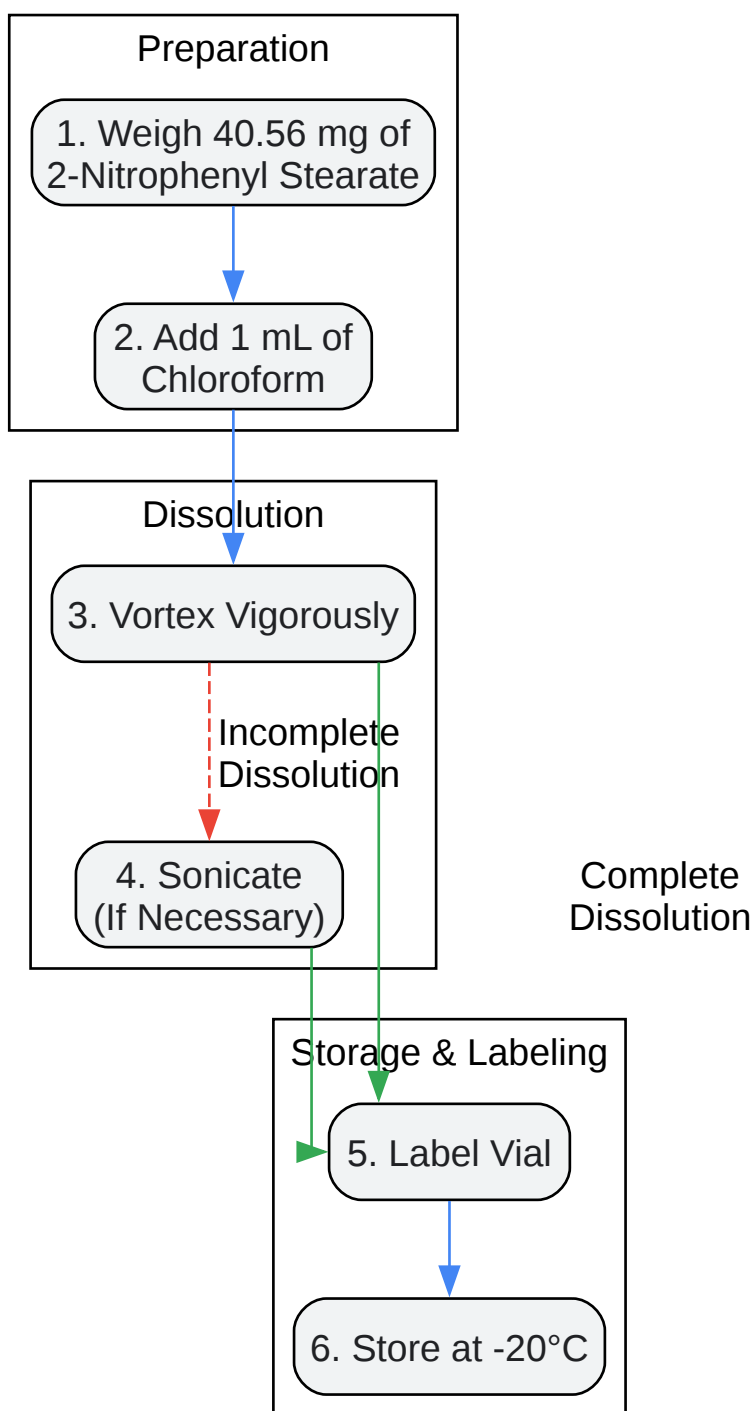 Preparation
1. Weigh 40.56 mg of
2-Nitrophenyl Stearate
2. Add 1 mL of
Chloroform
Dissolution
3. Vortex Vigorously
Incomplete
Dissolution
4. Sonicate
(If Necessary)
Complete
Dissolution
Storage & Labeling
5. Label Vial
6. Store at -20°C